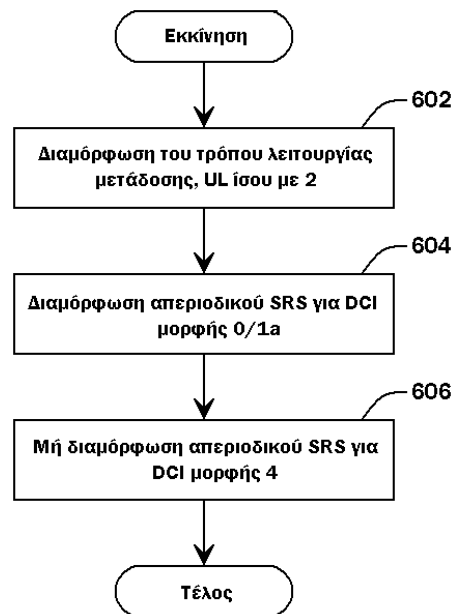 Εκκίνηση
602
Διαμόρφωση του τρόπου λειτουργίας
μετάδοσης, UL ίσου με 2
604
Διαμόρφωση απεριοδικού SRS για DCI
μορφής 0/1a
606
Μή διαμόρφωση απεριοδικού SRS για
DCI μορφής 4
Τέλος